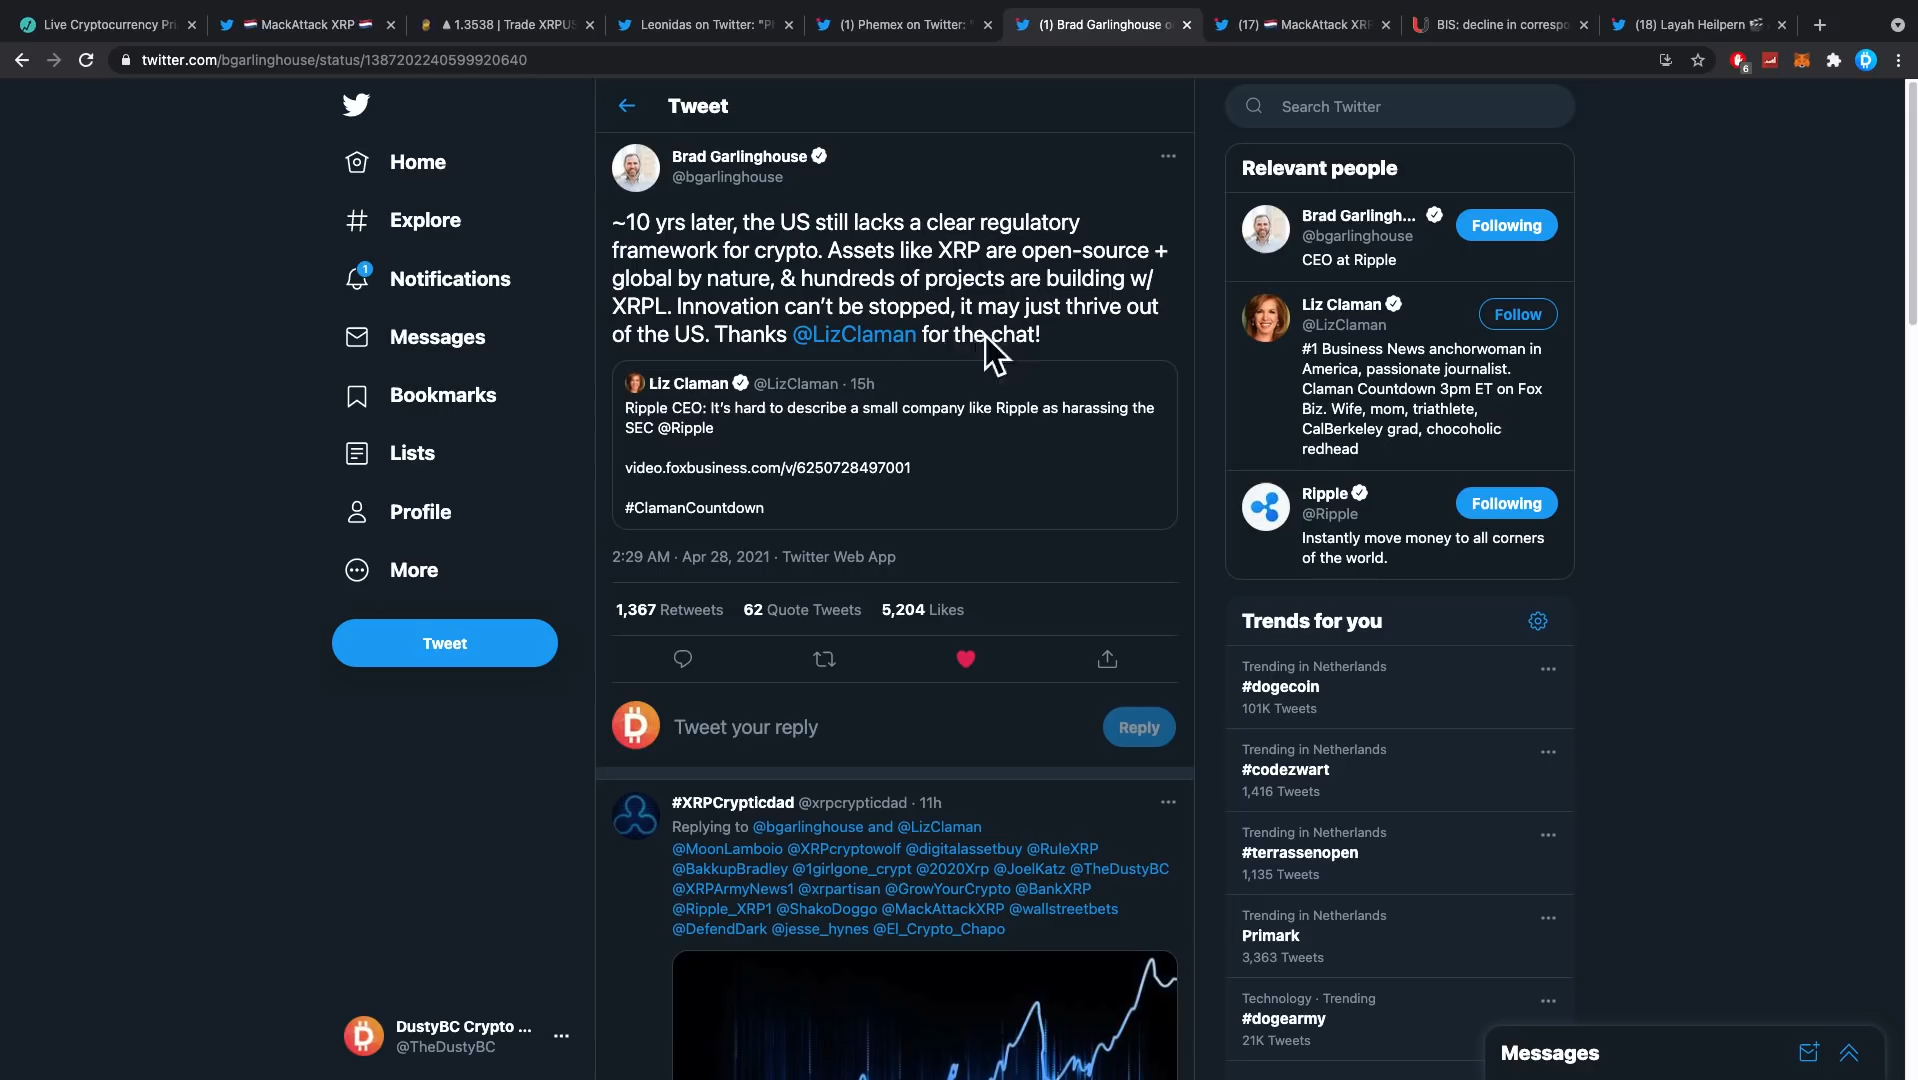 Live Cryptocurrency Pri
MackAttack XRP
1.3538 | Trade XRPUS
Leonidas on Twitter: "P
(1) Phemex on Twitter: "
(1) Brad Garlinghouse o
(17) MackAttack XR
BIS: decline in correspo
(18) Layah Heilpern
twitter.com/bgarlinghouse/status/1387202240599920640
6
Home
Explore
1
Notifications
Messages
Bookmarks
Lists
Profile
More
Tweet
DustyBC Crypto ...
@TheDustyBC
Tweet
Brad Garlinghouse
@bgarlinghouse
~10 yrs later, the US still lacks a clear regulatory
framework for crypto. Assets like XRP are open-source +
global by nature, & hundreds of projects are building w/
XRPL. Innovation can't be stopped, it may just thrive out
of the US. Thanks @LizClaman for the chat!
Liz Claman @LizClaman · 15h
Ripple CEO: It's hard to describe a small company like Ripple as harassing the
SEC @Ripple
video.foxbusiness.com/v/6250728497001
#ClamanCountdown
2:29 AM · Apr 28, 2021 · Twitter Web App
1,367 Retweets 62 Quote Tweets 5,204 Likes
Tweet your reply
Reply
#XRPCrypticdad @xrpcrypticdad · 11h
Replying to @bgarlinghouse and @LizClaman
@MoonLamboio @XRPcryptowolf @digitalassetbuy @RuleXRP
@BakkupBradley @1girlgone_crypt @2020Xrp @JoelKatz @TheDustyBC
@XRPArmyNews1 @xrpartisan @GrowYourCrypto @BankXRP
@Ripple_XRP1 @ShakoDoggo @MackAttackXRP @wallstreetbets
@DefendDark @jesse_hynes @El_Crypto_Chapo
Search Twitter
Relevant people
Brad Garlingh...
@bgarlinghouse
Following
CEO at Ripple
Liz Claman
@LizClaman
Follow
#1 Business News anchorwoman in
America, passionate journalist.
Claman Countdown 3pm ET on Fox
Biz. Wife, mom, triathlete,
CalBerkeley grad, chocoholic
redhead
Ripple
@Ripple
Following
Instantly move money to all corners
of the world.
Trends for you
Trending in Netherlands
#dogecoin
101K Tweets
Trending in Netherlands
#codezwart
1,416 Tweets
Trending in Netherlands
#terrassenopen
1,135 Tweets
Trending in Netherlands
Primark
3,363 Tweets
Technology · Trending
#dogearmy
21K Tweets
Messages